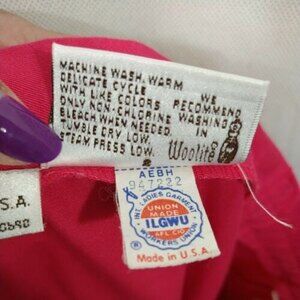 MACHINE WASH, WARM
DELICATE CYCLE
WITH LIKE COLORS
ONLY NON-CHLORINE
BLEACH WHEN NEEDED.
TUMBLE DRY LOW.
STEAM PRESS LOW.
WE
RECOMMEND
WASHING
IN
Woolite
S.A.
AEBH
947222
INT. LADIES GARMENT
UNION
MADE
ILGWU
AFL-CIO
WORKERS UNION
®
Made in U.S.A.